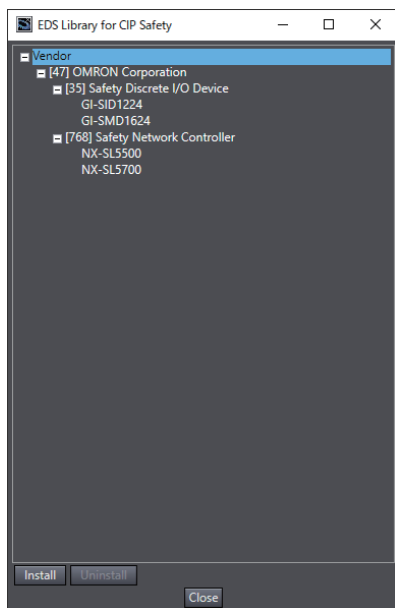 EDS Library for CIP Safety
Vendor
[47] OMRON Corporation
[35] Safety Discrete I/O Device
GI-SID1224
GI-SMD1624
[768] Safety Network Controller
NX-SL5500
NX-SL5700
Install Uninstall
Close